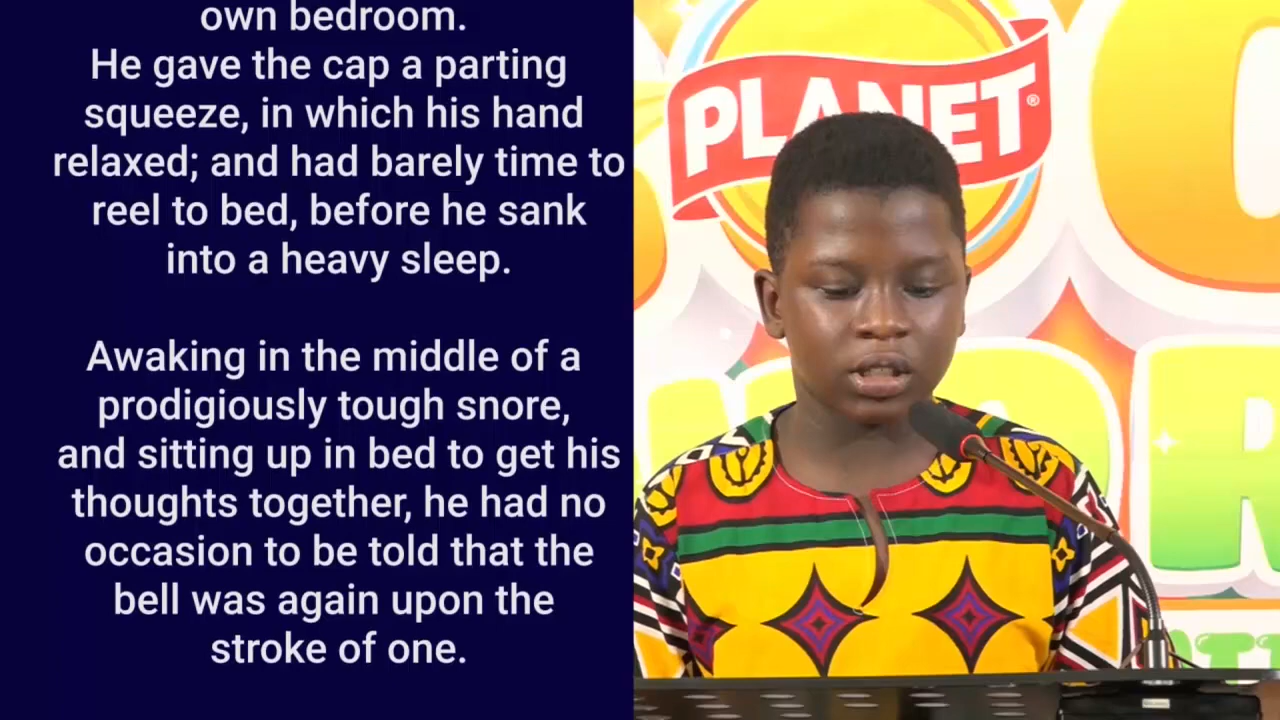 own bedroom.
He gave the cap a parting
squeeze, in which his hand
relaxed; and had barely time to
reel to bed, before he sank
into a heavy sleep.
Awaking in the middle of a
prodigiously tough snore,
and sitting up in bed to get his
thoughts together, he had no
occasion to be told that the
bell was again upon the
stroke of one.
PLANET®